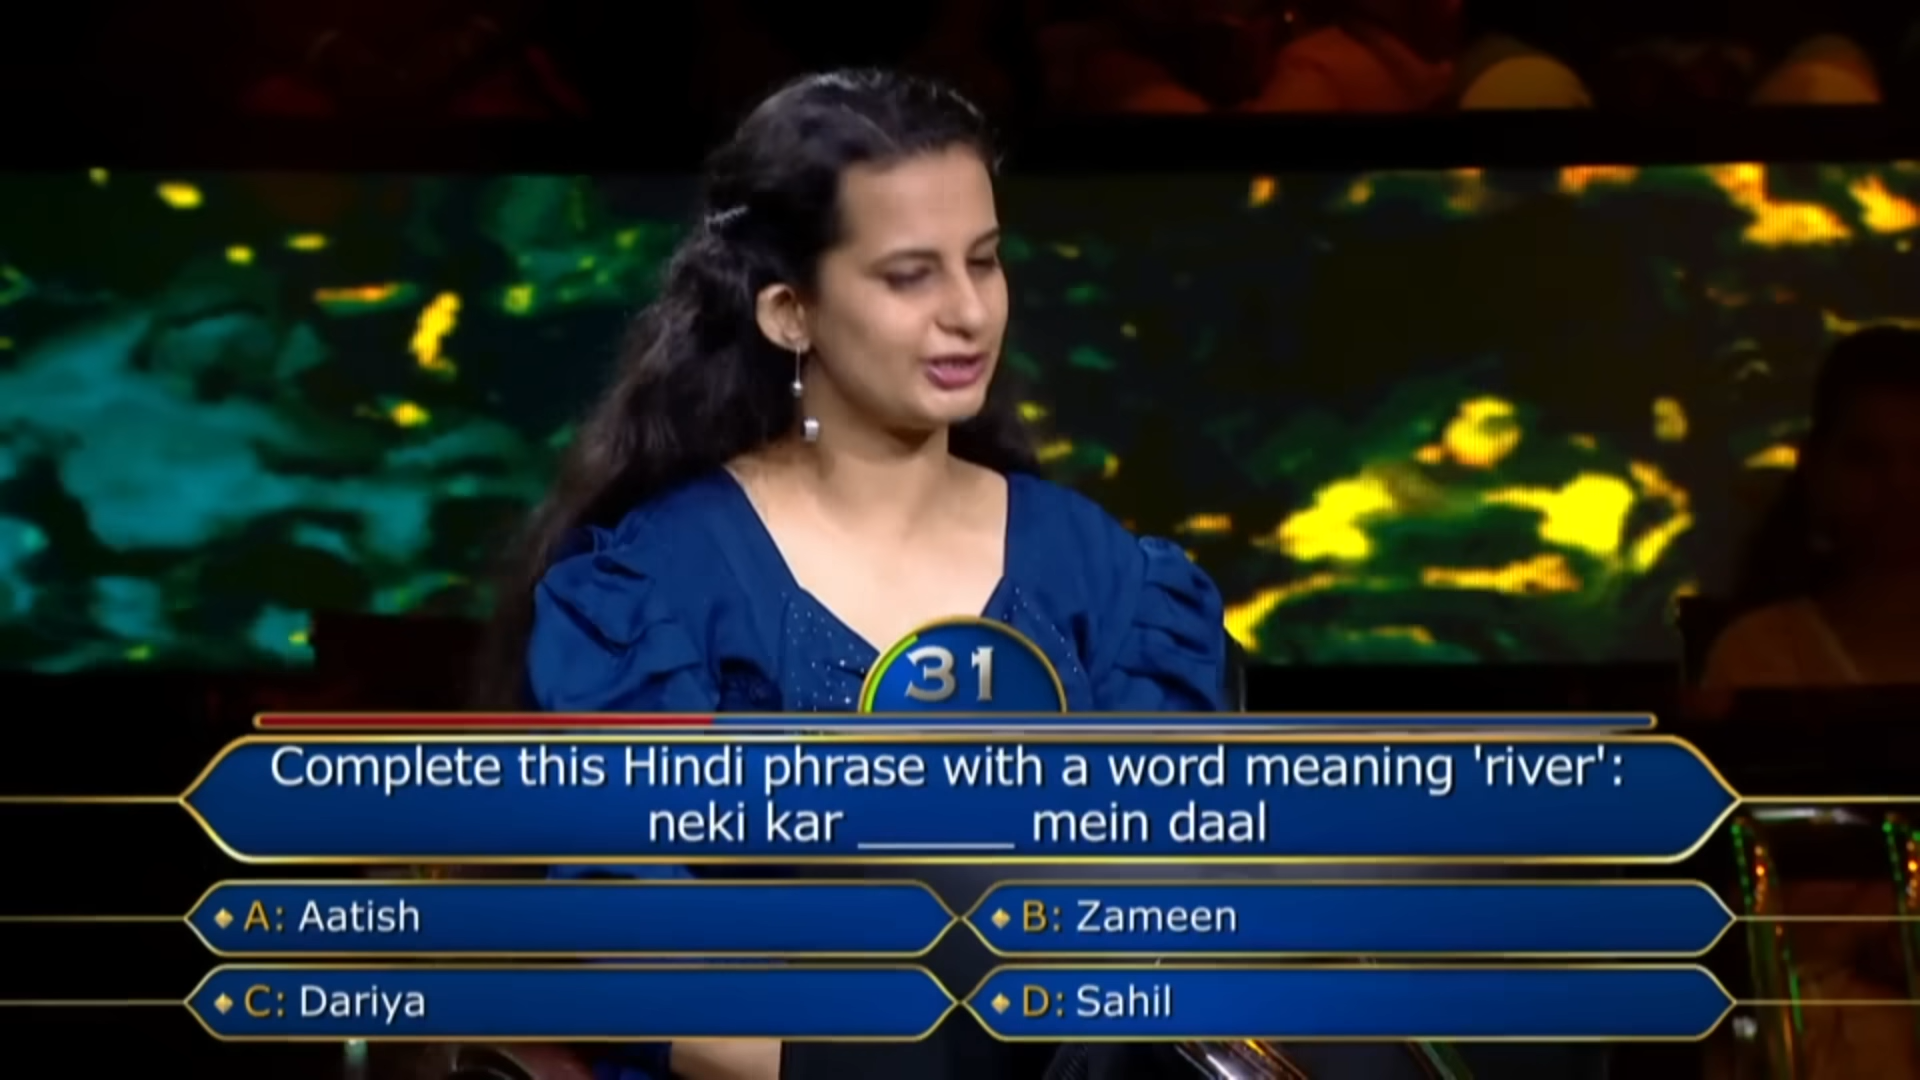 31
Complete this Hindi phrase with a word meaning 'river':
neki kar ______ mein daal
A: Aatish
B: Zameen
C: Dariya
D: Sahil